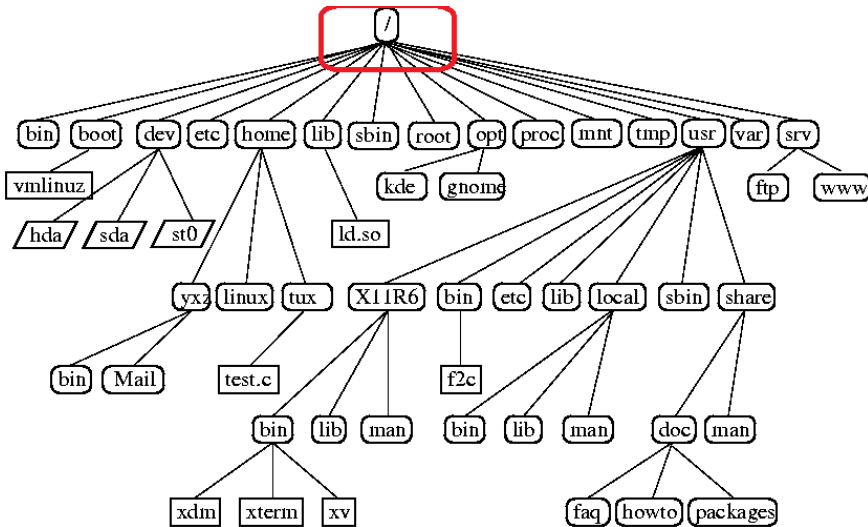 /
bin boot dev etc home lib sbin root opt proc mnt tmp usr var srv
vmlinuz kde gnome ftp www
hda sda st0 ld.so
yxz linux tux X11R6 bin etc lib local sbin share
bin Mail test.c f2c
bin lib man bin lib man doc man
xdm xterm xv faq howto packages